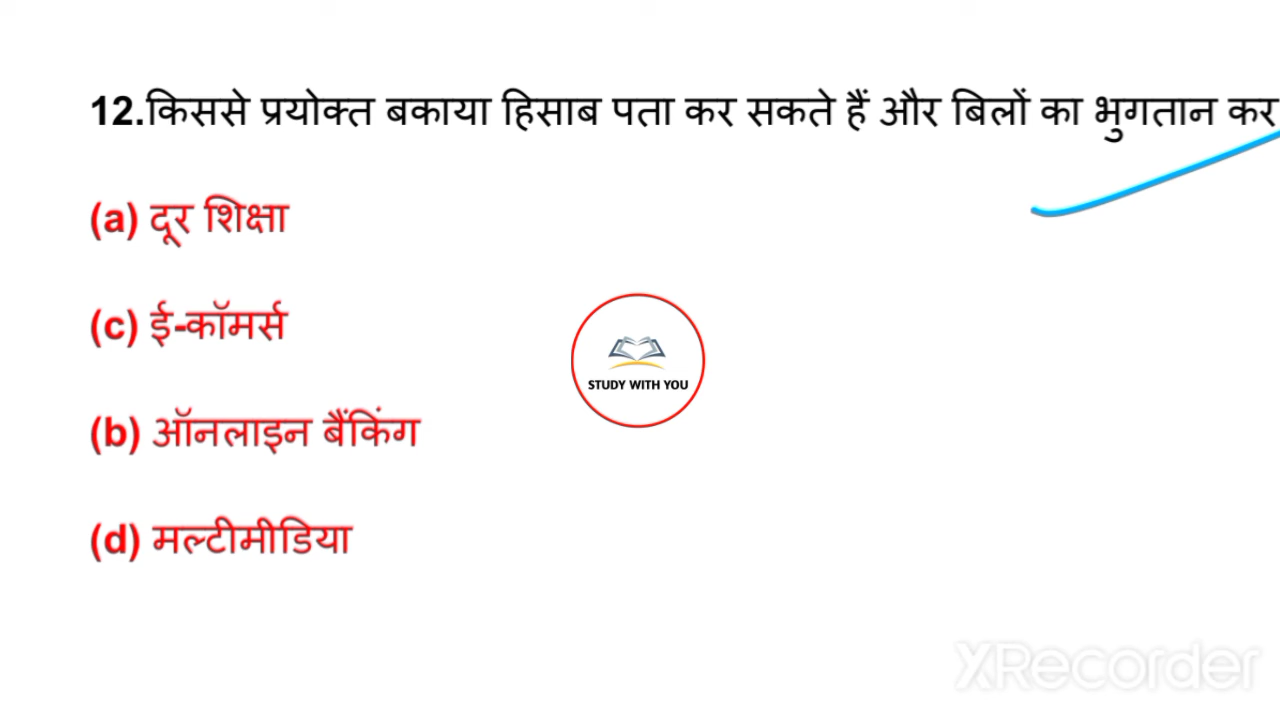 12.किससे प्रयोक्त बकाया हिसाब पता कर सकते हैं और बिलों का भुगतान कर
(a) दूर शिक्षा
(c) ई-कॉमर्स
STUDY WITH YOU
(b) ऑनलाइन बैंकिंग
(d) मल्टीमीडिया
XRecorder